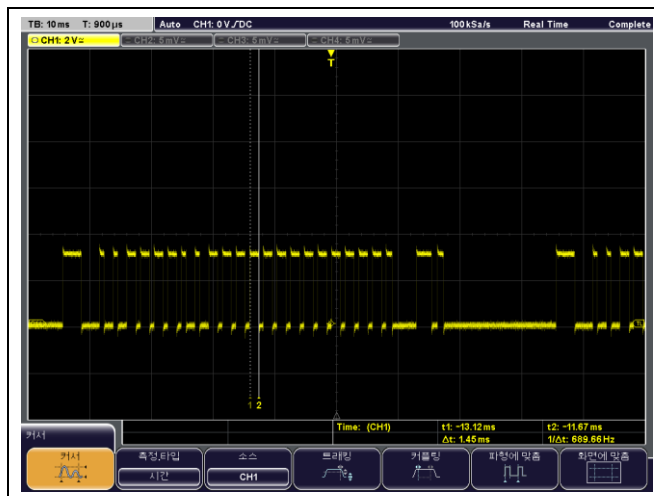 TB: 10 ms T: 900 µs Auto CH1: 0 V DC 100 kSa/s Real Time Complete
CH1: 2 V CH2: 5 mV CH3: 5 mV CH4: 5 mV
T
1 2
Time: (CH1) t1: -13.12 ms t2: -11.67 ms
Δt: 1.45 ms 1/Δt: 689.66 Hz
커서
커서 측정.타입 소스 트래킹 커플링 파형에 맞춤 화면에 맞춤
시간 CH1